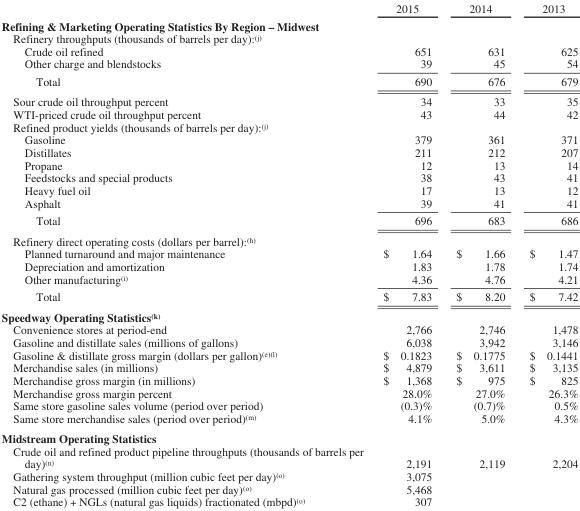 2015 2014 2013
Refining & Marketing Operating Statistics By Region – Midwest
Refinery throughputs (thousands of barrels per day):(j)
Crude oil refined 651 631 625
Other charge and blendstocks 39 45 54
Total 690 676 679
Sour crude oil throughput percent 34 33 35
WTI-priced crude oil throughput percent 43 44 42
Refined product yields (thousands of barrels per day):(j)
Gasoline 379 361 371
Distillates 211 212 207
Propane 12 13 14
Feedstocks and special products 38 43 41
Heavy fuel oil 17 13 12
Asphalt 39 41 41
Total 696 683 686
Refinery direct operating costs (dollars per barrel):(h)
Planned turnaround and major maintenance $ 1.64 $ 1.66 $ 1.47
Depreciation and amortization 1.83 1.78 1.74
Other manufacturing(i) 4.36 4.76 4.21
Total $ 7.83 $ 8.20 $ 7.42
Speedway Operating Statistics(k)
Convenience stores at period-end 2,766 2,746 1,478
Gasoline and distillate sales (millions of gallons) 6,038 3,942 3,146
Gasoline & distillate gross margin (dollars per gallon)(e)(l) $ 0.1823 $ 0.1775 $ 0.1441
Merchandise sales (in millions) $ 4,879 $ 3,611 $ 3,135
Merchandise gross margin (in millions) $ 1,368 $ 975 $ 825
Merchandise gross margin percent 28.0% 27.0% 26.3%
Same store gasoline sales volume (period over period) (0.3)% (0.7)% 0.5%
Same store merchandise sales (period over period)(m) 4.1% 5.0% 4.3%
Midstream Operating Statistics
Crude oil and refined product pipeline throughputs (thousands of barrels per
day)(n) 2,191 2,119 2,204
Gathering system throughput (million cubic feet per day)(o) 3,075
Natural gas processed (million cubic feet per day)(o) 5,468
C2 (ethane) + NGLs (natural gas liquids) fractionated (mbpd)(o) 307